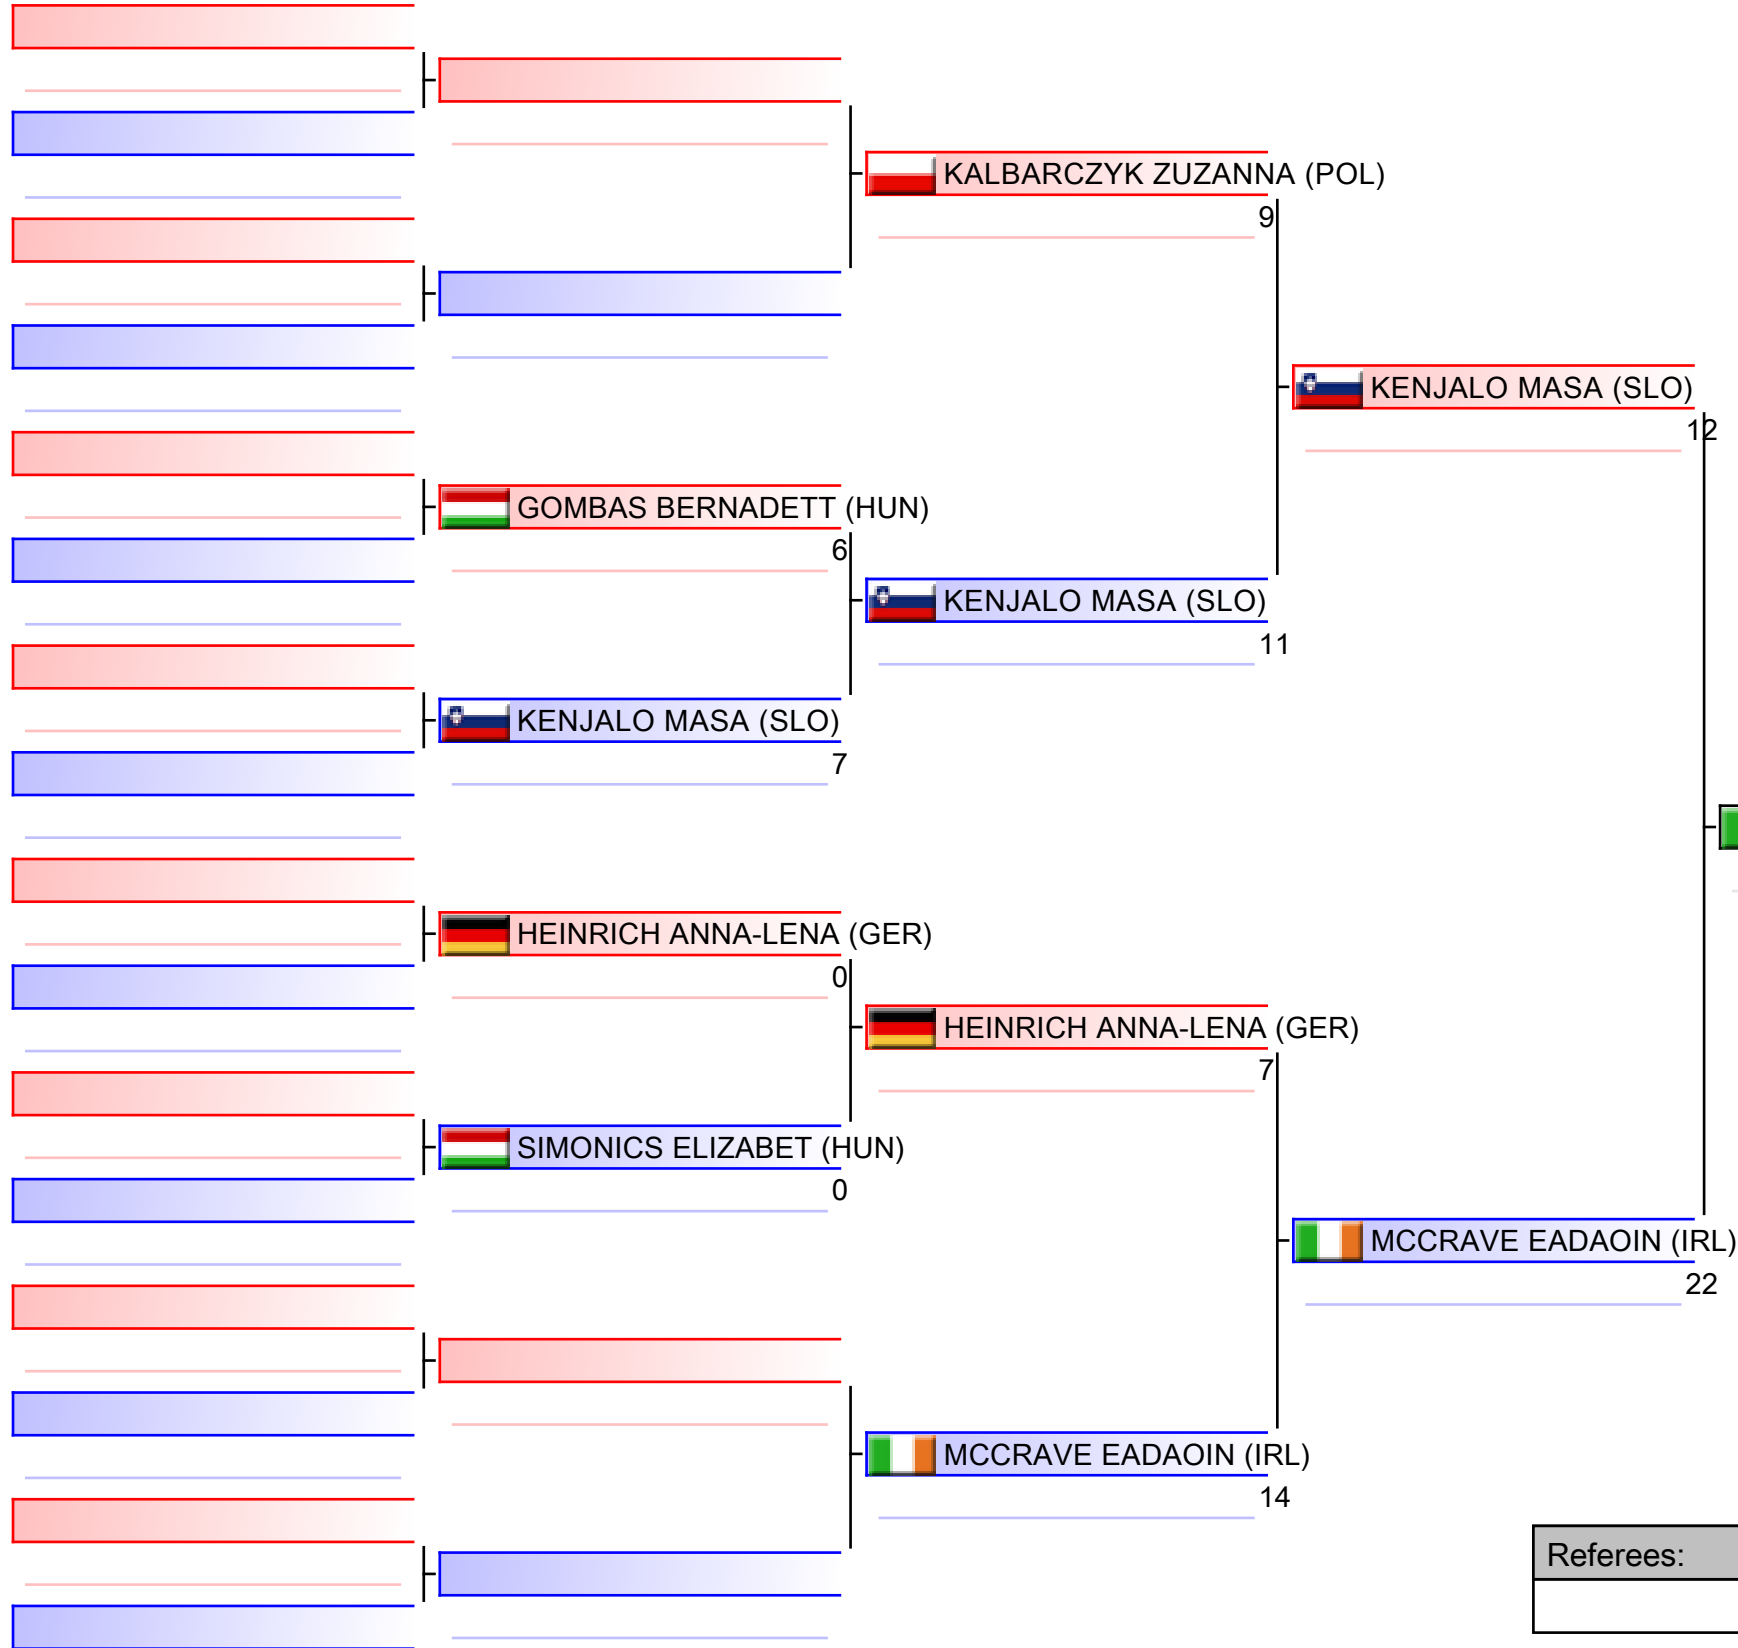 KALBARCZYK ZUZANNA (POL)
9
KENJALO MASA (SLO)
12
GOMBAS BERNADETT (HUN)
6
KENJALO MASA (SLO)
11
KENJALO MASA (SLO)
7
HEINRICH ANNA-LENA (GER)
0
HEINRICH ANNA-LENA (GER)
7
SIMONICS ELIZABET (HUN)
0
MCCRAVE EADAOIN (IRL)
22
MCCRAVE EADAOIN (IRL)
14
Referees: